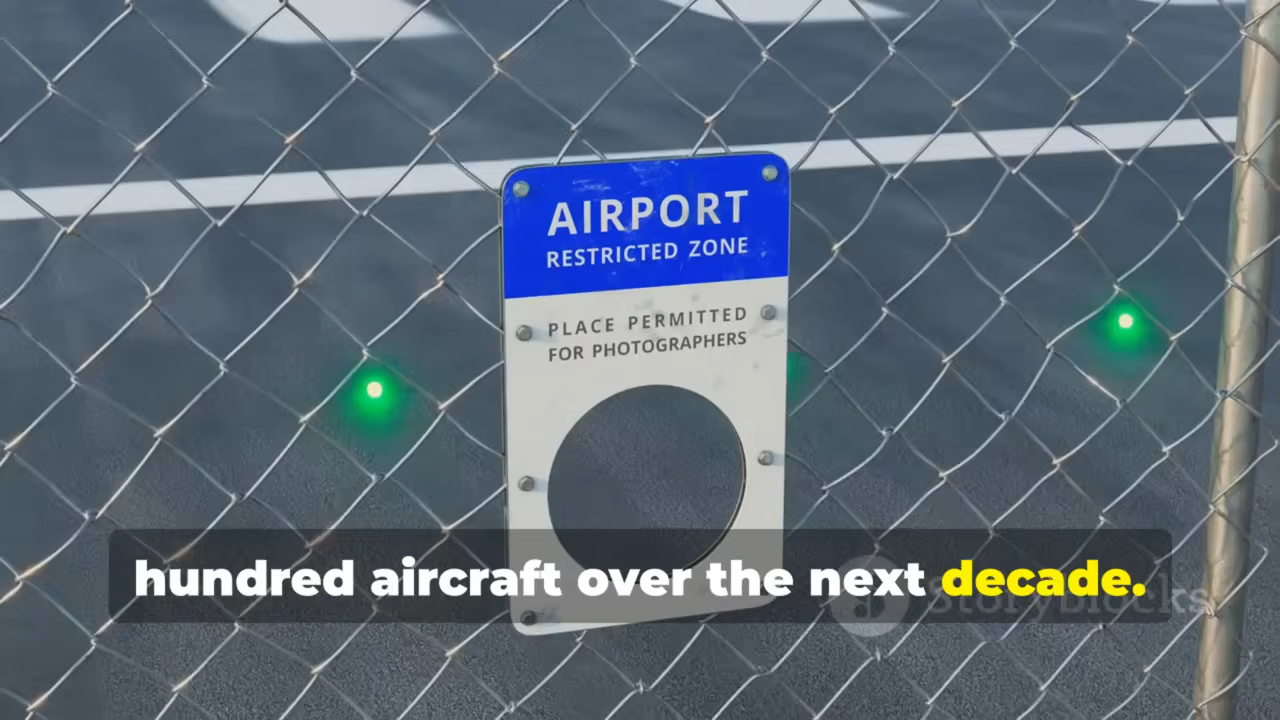 AIRPORT
RESTRICTED ZONE
PLACE PERMITTED
FOR PHOTOGRAPHERS
hundred aircraft over the next decade.
Storyblocks